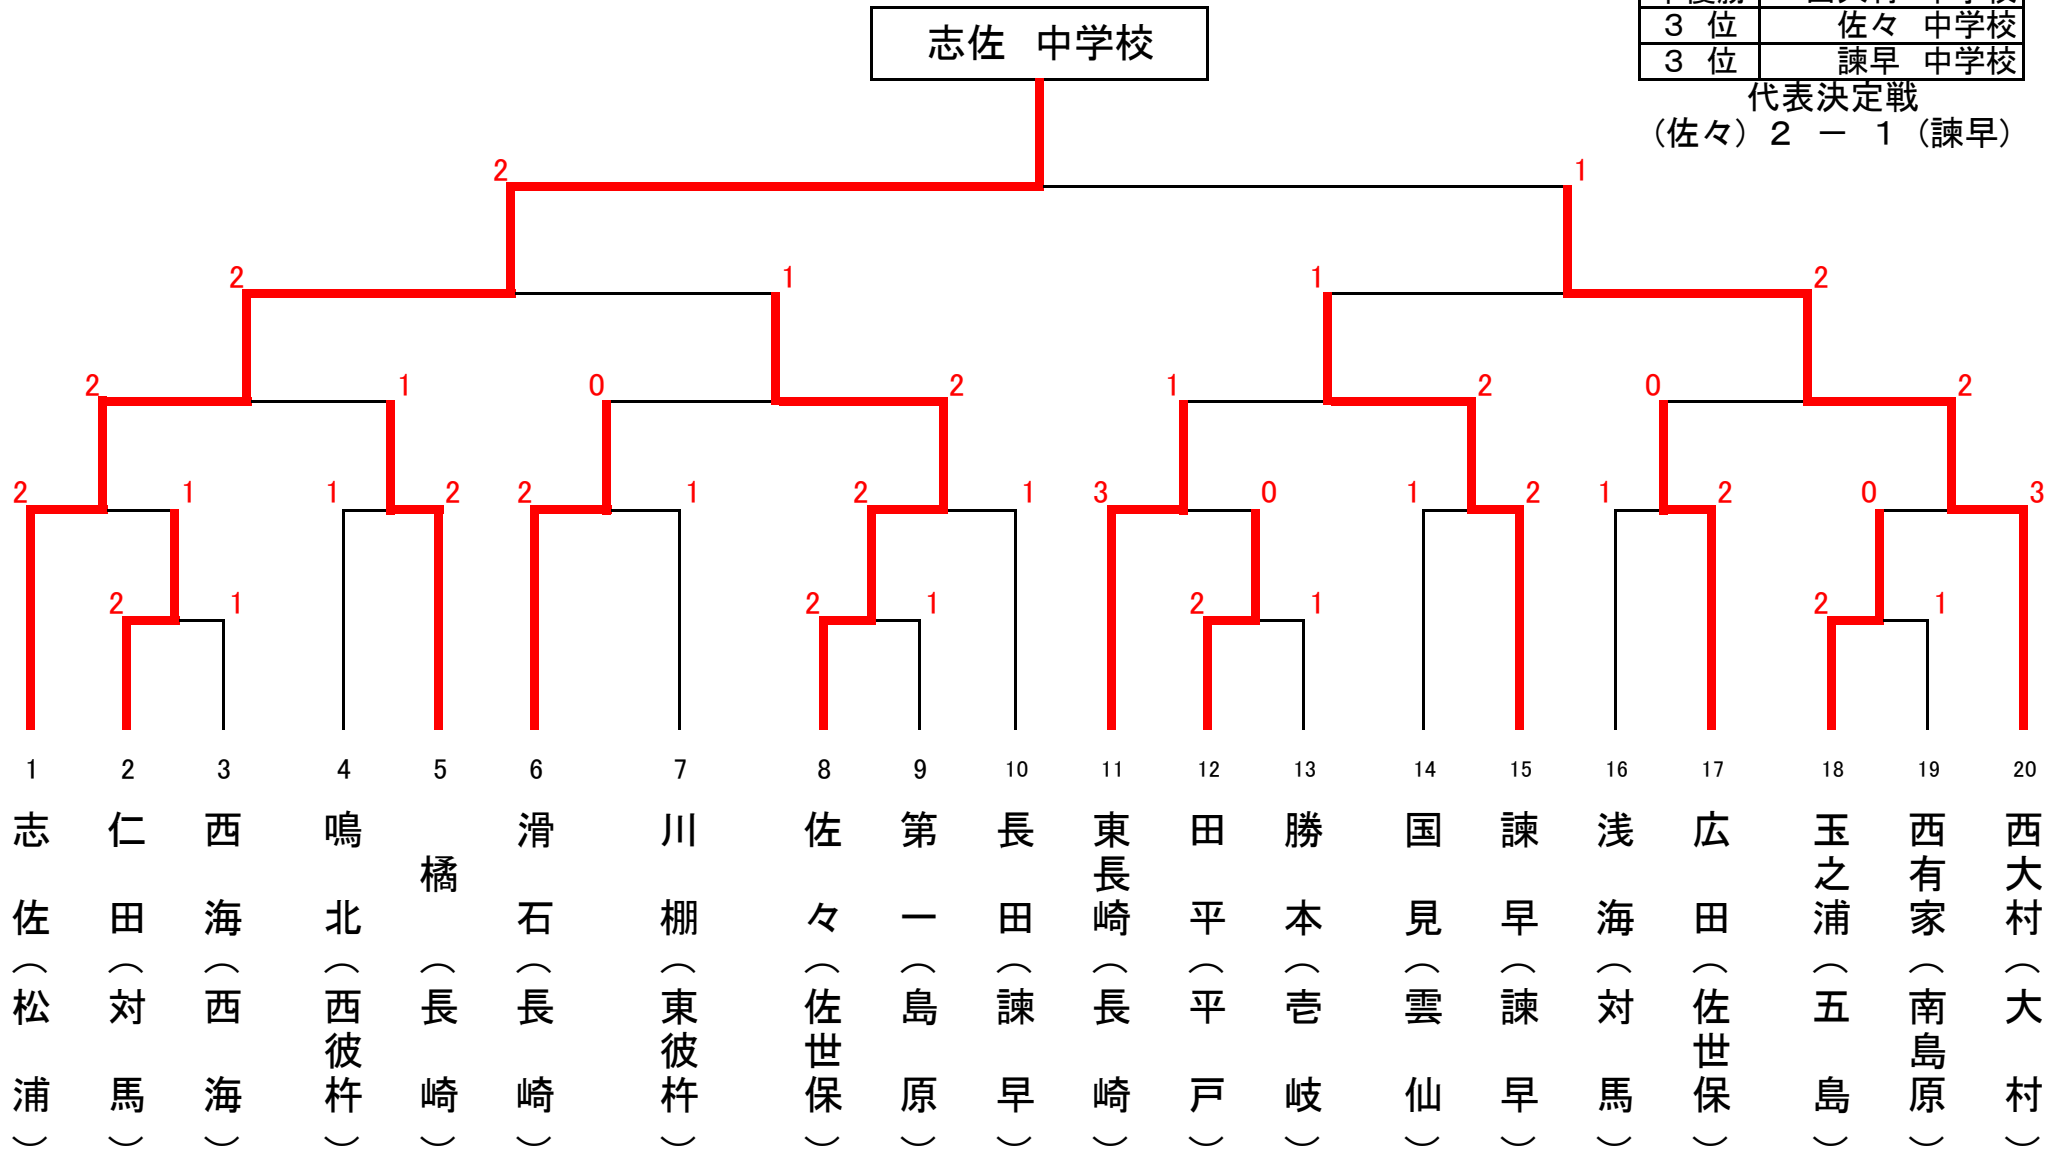 志佐　中学校
３　位　佐々　中学校
３　位　諫早　中学校
代表決定戦
（佐々）２　－　１（諫早）
2 1
2 1 1 2
2 1 0 2 1 2 0 2
2 1 1 2 2 1 2 1 3 0 1 2 1 2 0 3
2 1 2 1 2 1 2 1
1 2 3 4 5 6 7 8 9 10 11 12 13 14 15 16 17 18 19 20
志佐（松浦）
仁田（対馬）
西海（西海）
鳴北（西彼杵）
橘（長崎）
滑石（長崎）
川棚（東彼杵）
佐々（佐世保）
第一（島原）
長田（諫早）
東長崎（長崎）
田平（平戸）
勝本（壱岐）
国見（雲仙）
諫早（諫早）
浅海（対馬）
広田（佐世保）
玉之浦（五島）
西有家（南島原）
西大村（大村）